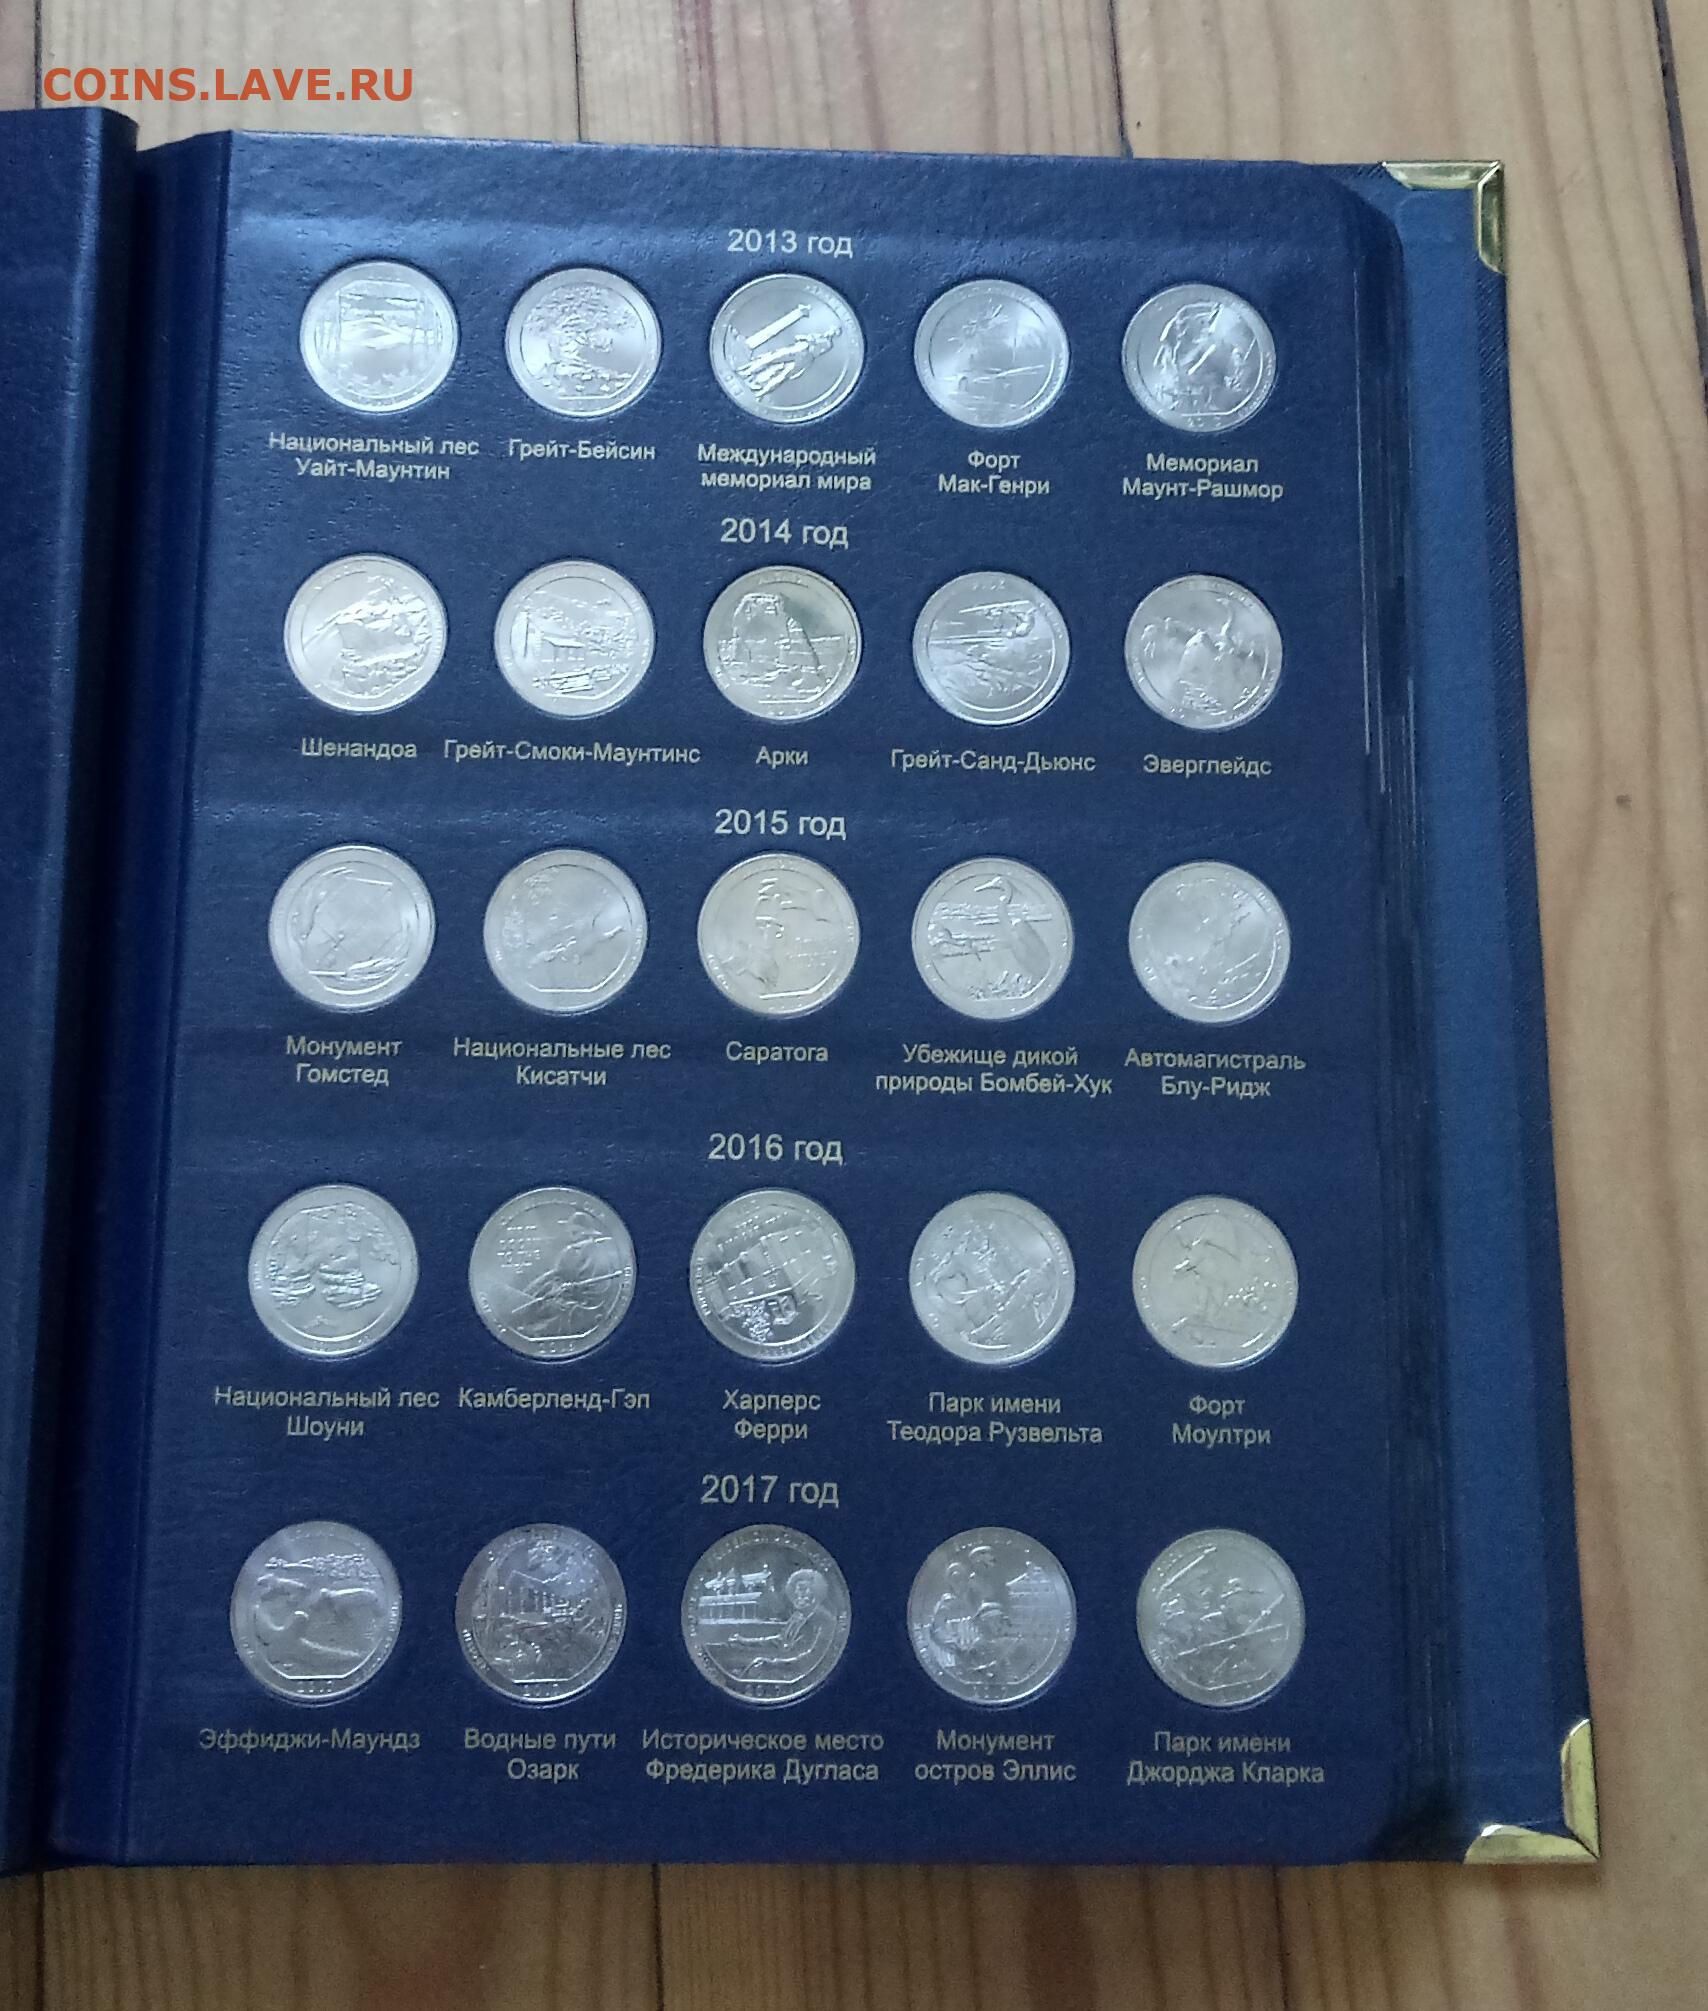 COINS.LAVE.RU
2013 год
Национальный лес
Уайт-Маунтин
Грейт-Бейсин
Международный
мемориал мира
Форт
Мак-Генри
Мемориал
Маунт-Рашмор
2014 год
Шенандоа
Грейт-Смоки-Маунтинс
Арки
Грейт-Санд-Дьюнс
Эверглейдс
2015 год
Монумент
Гомстед
Национальные лес
Кисатчи
Саратога
Убежище дикой
природы Бомбей-Хук
Автомагистраль
Блу-Ридж
2016 год
Национальный лес
Шоуни
Камберленд-Гэп
Харперс
Ферри
Парк имени
Теодора Рузвельта
Форт
Моултри
2017 год
Эффиджи-Маундз
Водные пути
Озарк
Историческое место
Фредерика Дугласа
Монумент
остров Эллис
Парк имени
Джорджа Кларка